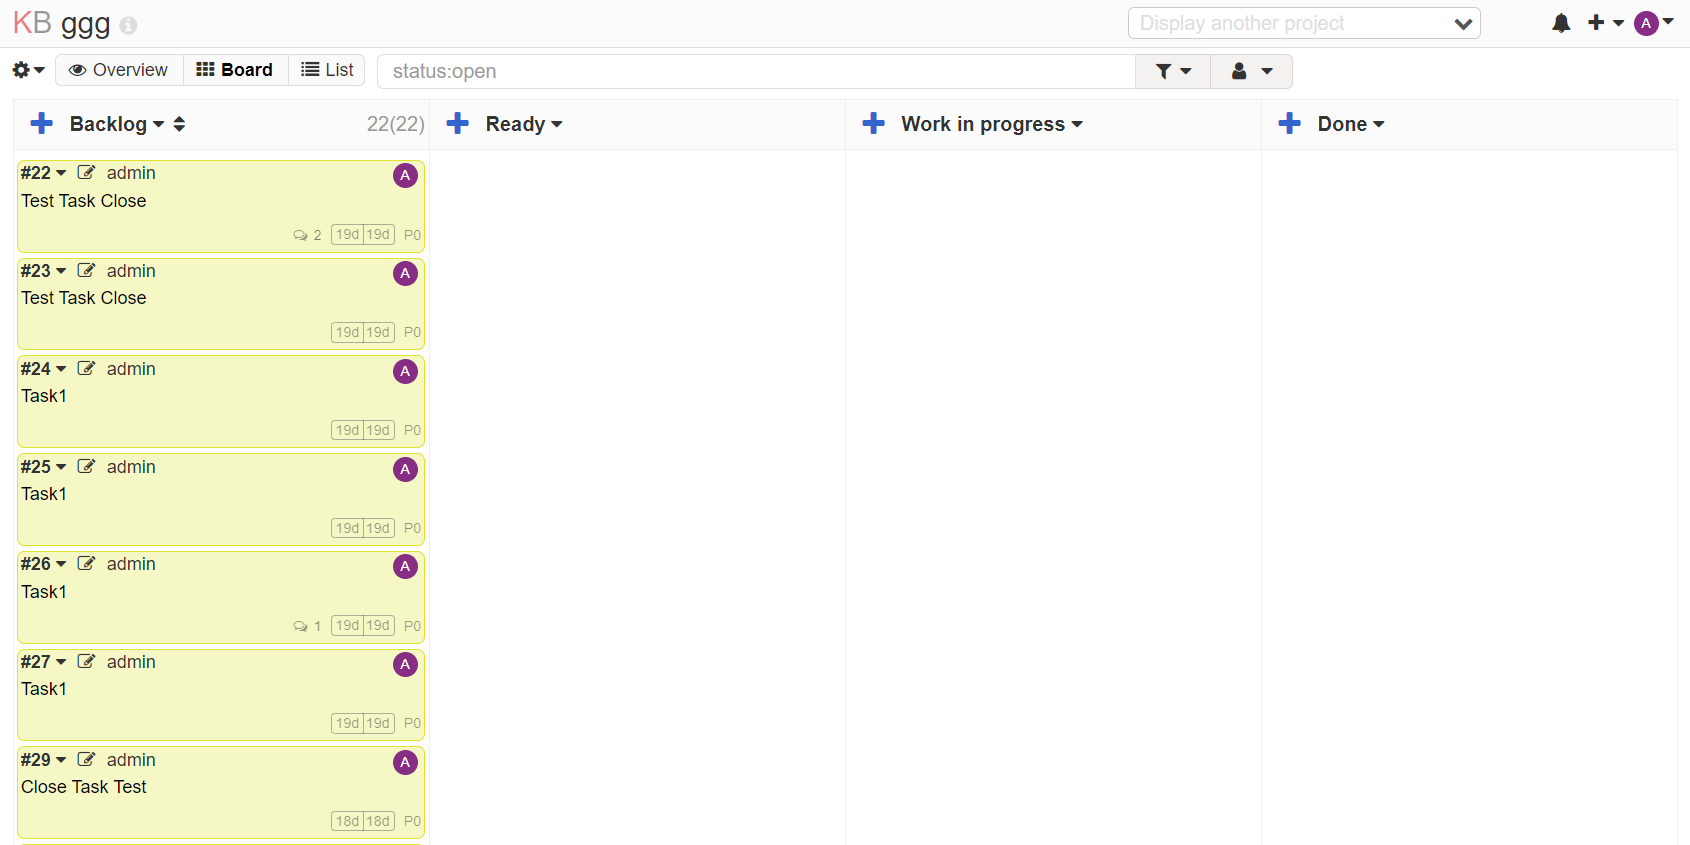 KB ggg
Display another project
A
Overview Board List
status:open
Backlog 22(22) Ready Work in progress Done
#22 admin A
Test Task Close
2 19d 19d P0
#23 admin A
Test Task Close
19d 19d P0
#24 admin A
Task1
19d 19d P0
#25 admin A
Task1
19d 19d P0
#26 admin A
Task1
1 19d 19d P0
#27 admin A
Task1
19d 19d P0
#29 admin A
Close Task Test
18d 18d P0